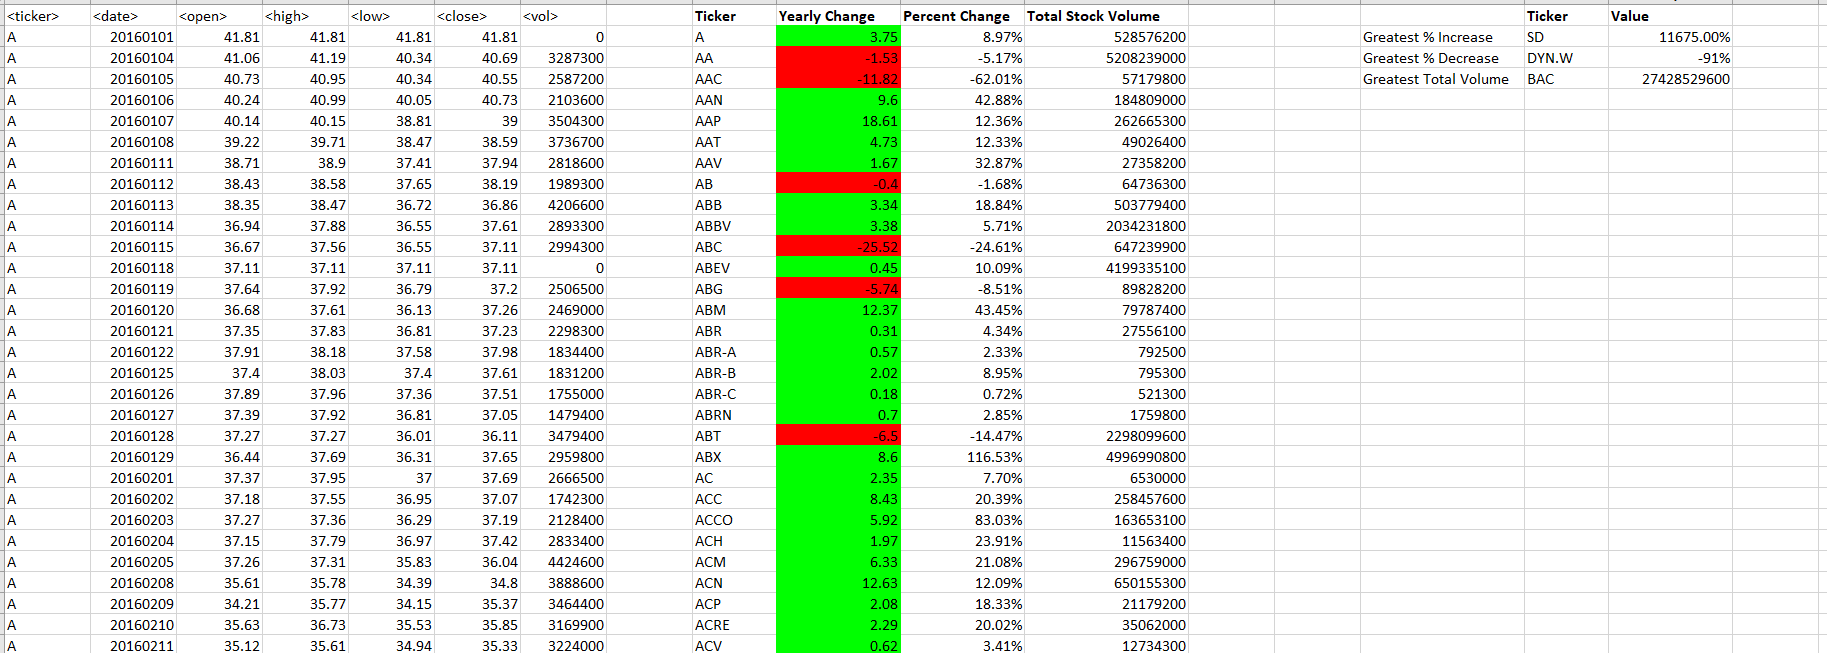 <ticker> <date> <open> <high> <low> <close> <vol> Ticker Yearly Change Percent Change Total Stock Volume Ticker Value
A 20160101 41.81 41.81 41.81 41.81 0 A 3.75 8.97% 528576200 Greatest % Increase SD 11675.00%
A 20160104 41.06 41.19 40.34 40.69 3287300 AA -1.53 -5.17% 5208239000 Greatest % Decrease DYN.W -91%
A 20160105 40.73 40.95 40.34 40.55 2587200 AAC -11.82 -62.01% 57179800 Greatest Total Volume BAC 27428529600
A 20160106 40.24 40.99 40.05 40.73 2103600 AAN 9.6 42.88% 184809000
A 20160107 40.14 40.15 38.81 39 3504300 AAP 18.61 12.36% 262665300
A 20160108 39.22 39.71 38.47 38.59 3736700 AAT 4.73 12.33% 49026400
A 20160111 38.71 38.9 37.41 37.94 2818600 AAV 1.67 32.87% 27358200
A 20160112 38.43 38.58 37.65 38.19 1989300 AB -0.4 -1.68% 64736300
A 20160113 38.35 38.47 36.72 36.86 4206600 ABB 3.34 18.84% 503779400
A 20160114 36.94 37.88 36.55 37.61 2893300 ABBV 3.38 5.71% 2034231800
A 20160115 36.67 37.56 36.55 37.11 2994300 ABC -25.52 -24.61% 647239900
A 20160118 37.11 37.11 37.11 37.11 0 ABEV 0.45 10.09% 4199335100
A 20160119 37.64 37.92 36.79 37.2 2506500 ABG -5.74 -8.51% 89828200
A 20160120 36.68 37.61 36.13 37.26 2469000 ABM 12.37 43.45% 79787400
A 20160121 37.35 37.83 36.81 37.23 2298300 ABR 0.31 4.34% 27556100
A 20160122 37.91 38.18 37.58 37.98 1834400 ABR-A 0.57 2.33% 792500
A 20160125 37.4 38.03 37.4 37.61 1831200 ABR-B 2.02 8.95% 795300
A 20160126 37.89 37.96 37.36 37.51 1755000 ABR-C 0.18 0.72% 521300
A 20160127 37.39 37.92 36.81 37.05 1479400 ABRN 0.7 2.85% 1759800
A 20160128 37.27 37.27 36.01 36.11 3479400 ABT -6.5 -14.47% 2298099600
A 20160129 36.44 37.69 36.31 37.65 2959800 ABX 8.6 116.53% 4996990800
A 20160201 37.37 37.95 37 37.69 2666500 AC 2.35 7.70% 6530000
A 20160202 37.18 37.55 36.95 37.07 1742300 ACC 8.43 20.39% 258457600
A 20160203 37.27 37.36 36.29 37.19 2128400 ACCO 5.92 83.03% 163653100
A 20160204 37.15 37.79 36.97 37.42 2833400 ACH 1.97 23.91% 11563400
A 20160205 37.26 37.31 35.83 36.04 4424600 ACM 6.33 21.08% 296759000
A 20160208 35.61 35.78 34.39 34.8 3888600 ACN 12.63 12.09% 650155300
A 20160209 34.21 35.77 34.15 35.37 3464400 ACP 2.08 18.33% 21179200
A 20160210 35.63 36.73 35.53 35.85 3169900 ACRE 2.29 20.02% 35062000
A 20160211 35.12 35.61 34.94 35.33 3224000 ACV 0.62 3.41% 12734300